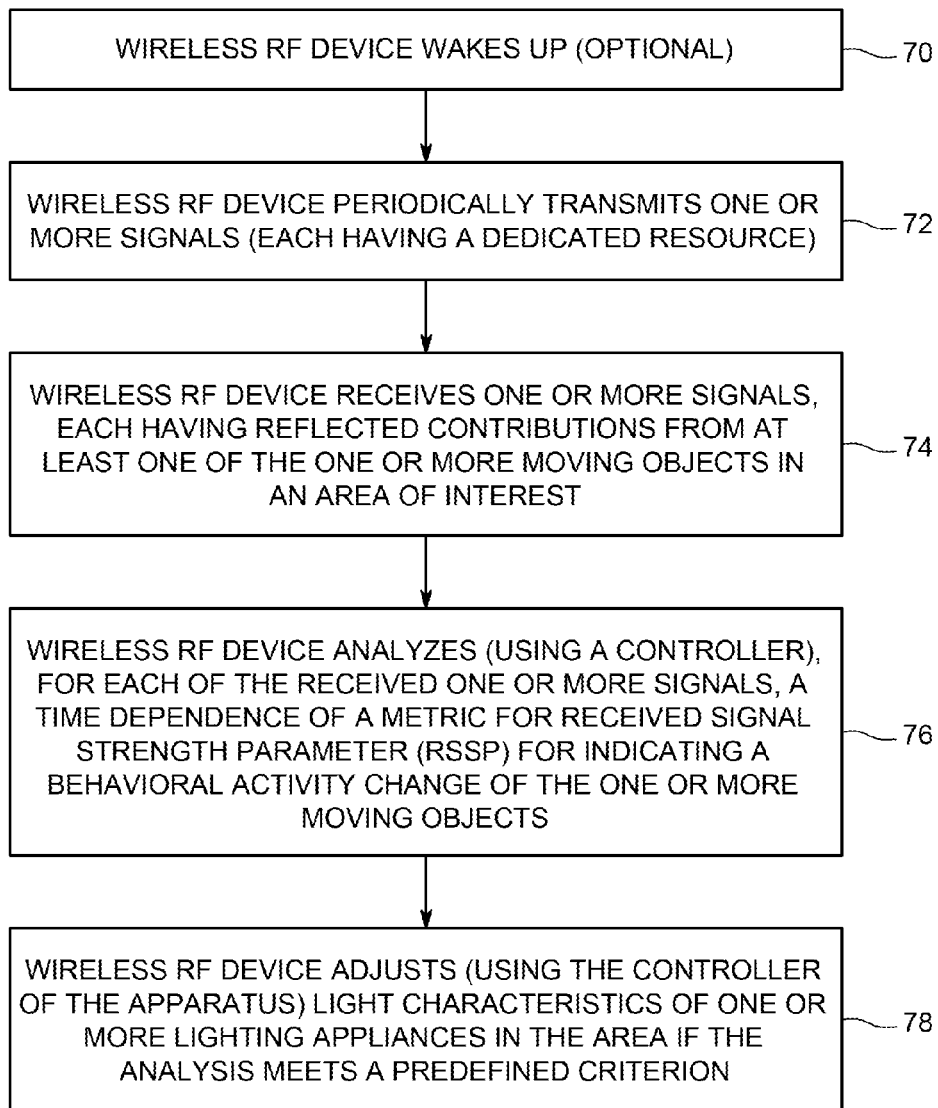 WIRELESS RF DEVICE WAKES UP (OPTIONAL)
70
WIRELESS RF DEVICE PERIODICALLY TRANSMITS ONE OR
MORE SIGNALS (EACH HAVING A DEDICATED RESOURCE)
72
WIRELESS RF DEVICE RECEIVES ONE OR MORE SIGNALS,
EACH HAVING REFLECTED CONTRIBUTIONS FROM AT
LEAST ONE OF THE ONE OR MORE MOVING OBJECTS IN
AN AREA OF INTEREST
74
WIRELESS RF DEVICE ANALYZES (USING A CONTROLLER),
FOR EACH OF THE RECEIVED ONE OR MORE SIGNALS, A
TIME DEPENDENCE OF A METRIC FOR RECEIVED SIGNAL
STRENGTH PARAMETER (RSSP) FOR INDICATING A
BEHAVIORAL ACTIVITY CHANGE OF THE ONE OR MORE
MOVING OBJECTS
76
WIRELESS RF DEVICE ADJUSTS (USING THE CONTROLLER
OF THE APPARATUS) LIGHT CHARACTERISTICS OF ONE OR
MORE LIGHTING APPLIANCES IN THE AREA IF THE
ANALYSIS MEETS A PREDEFINED CRITERION
78